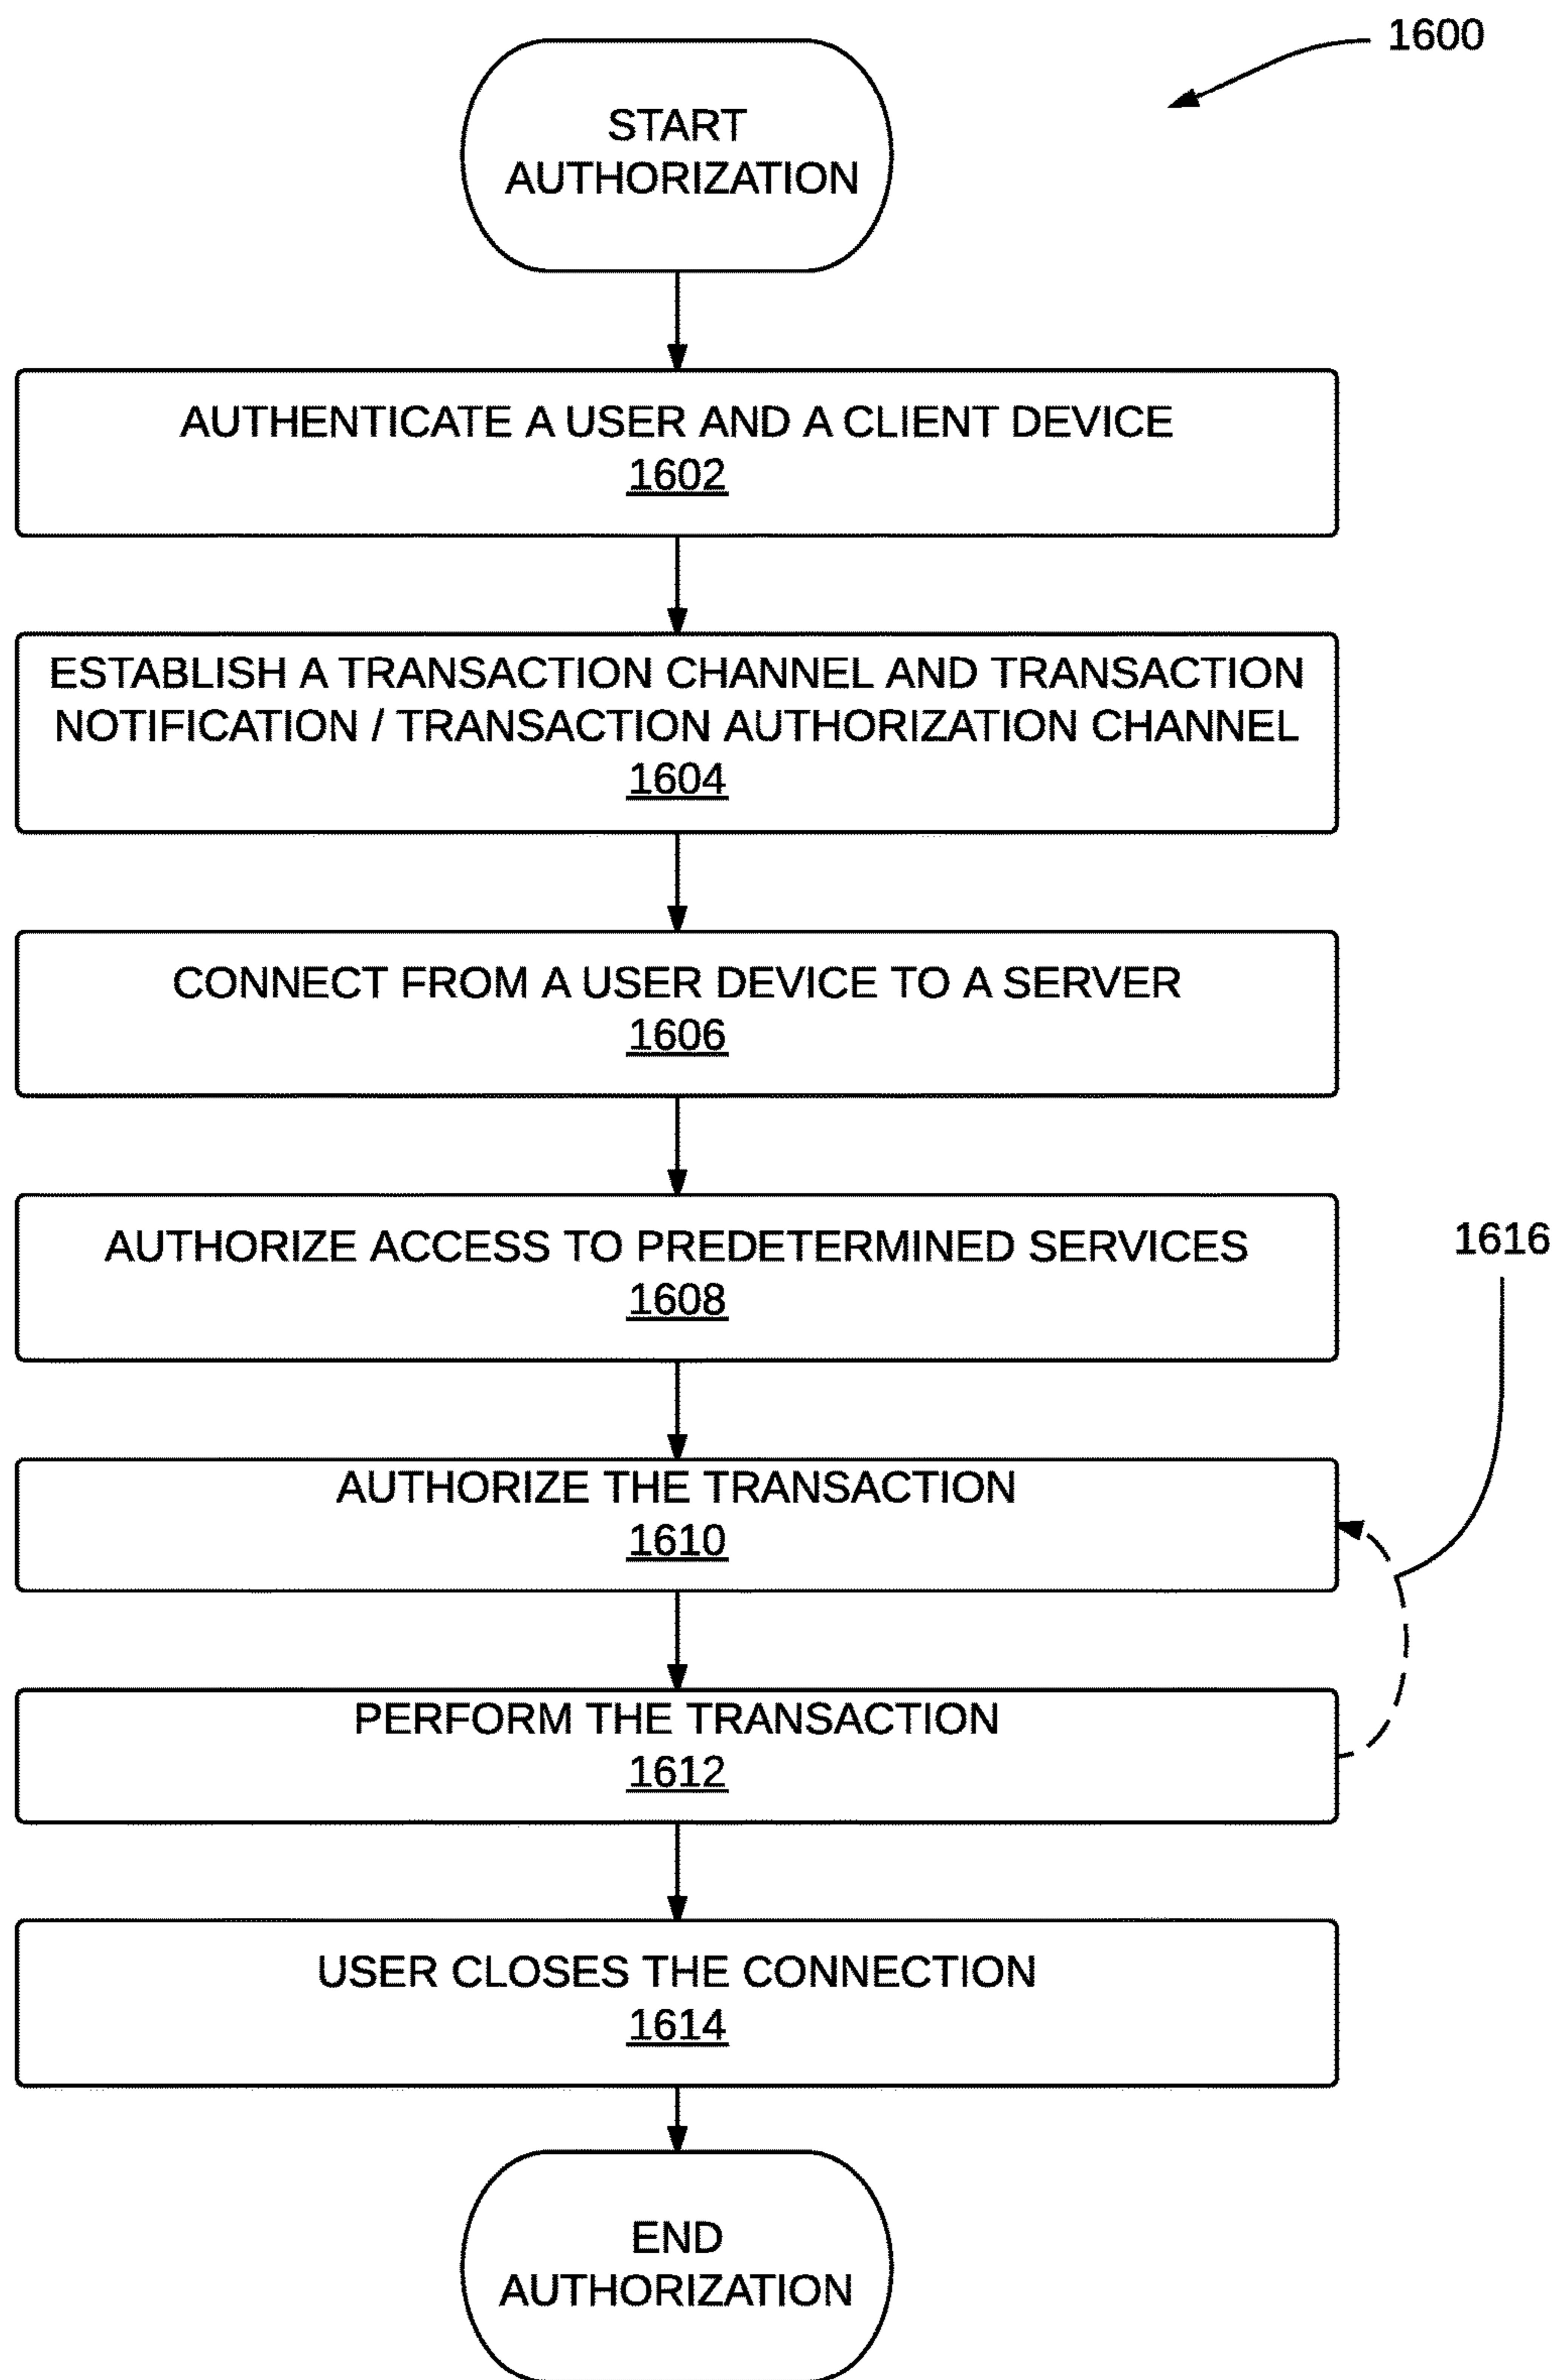 1600
START
AUTHORIZATION
AUTHENTICATE A USER AND A CLIENT DEVICE
1602
ESTABLISH A TRANSACTION CHANNEL AND TRANSACTION
NOTIFICATION / TRANSACTION AUTHORIZATION CHANNEL
1604
CONNECT FROM A USER DEVICE TO A SERVER
1606
AUTHORIZE ACCESS TO PREDETERMINED SERVICES
1608
1616
AUTHORIZE THE TRANSACTION
1610
PERFORM THE TRANSACTION
1612
USER CLOSES THE CONNECTION
1614
END
AUTHORIZATION